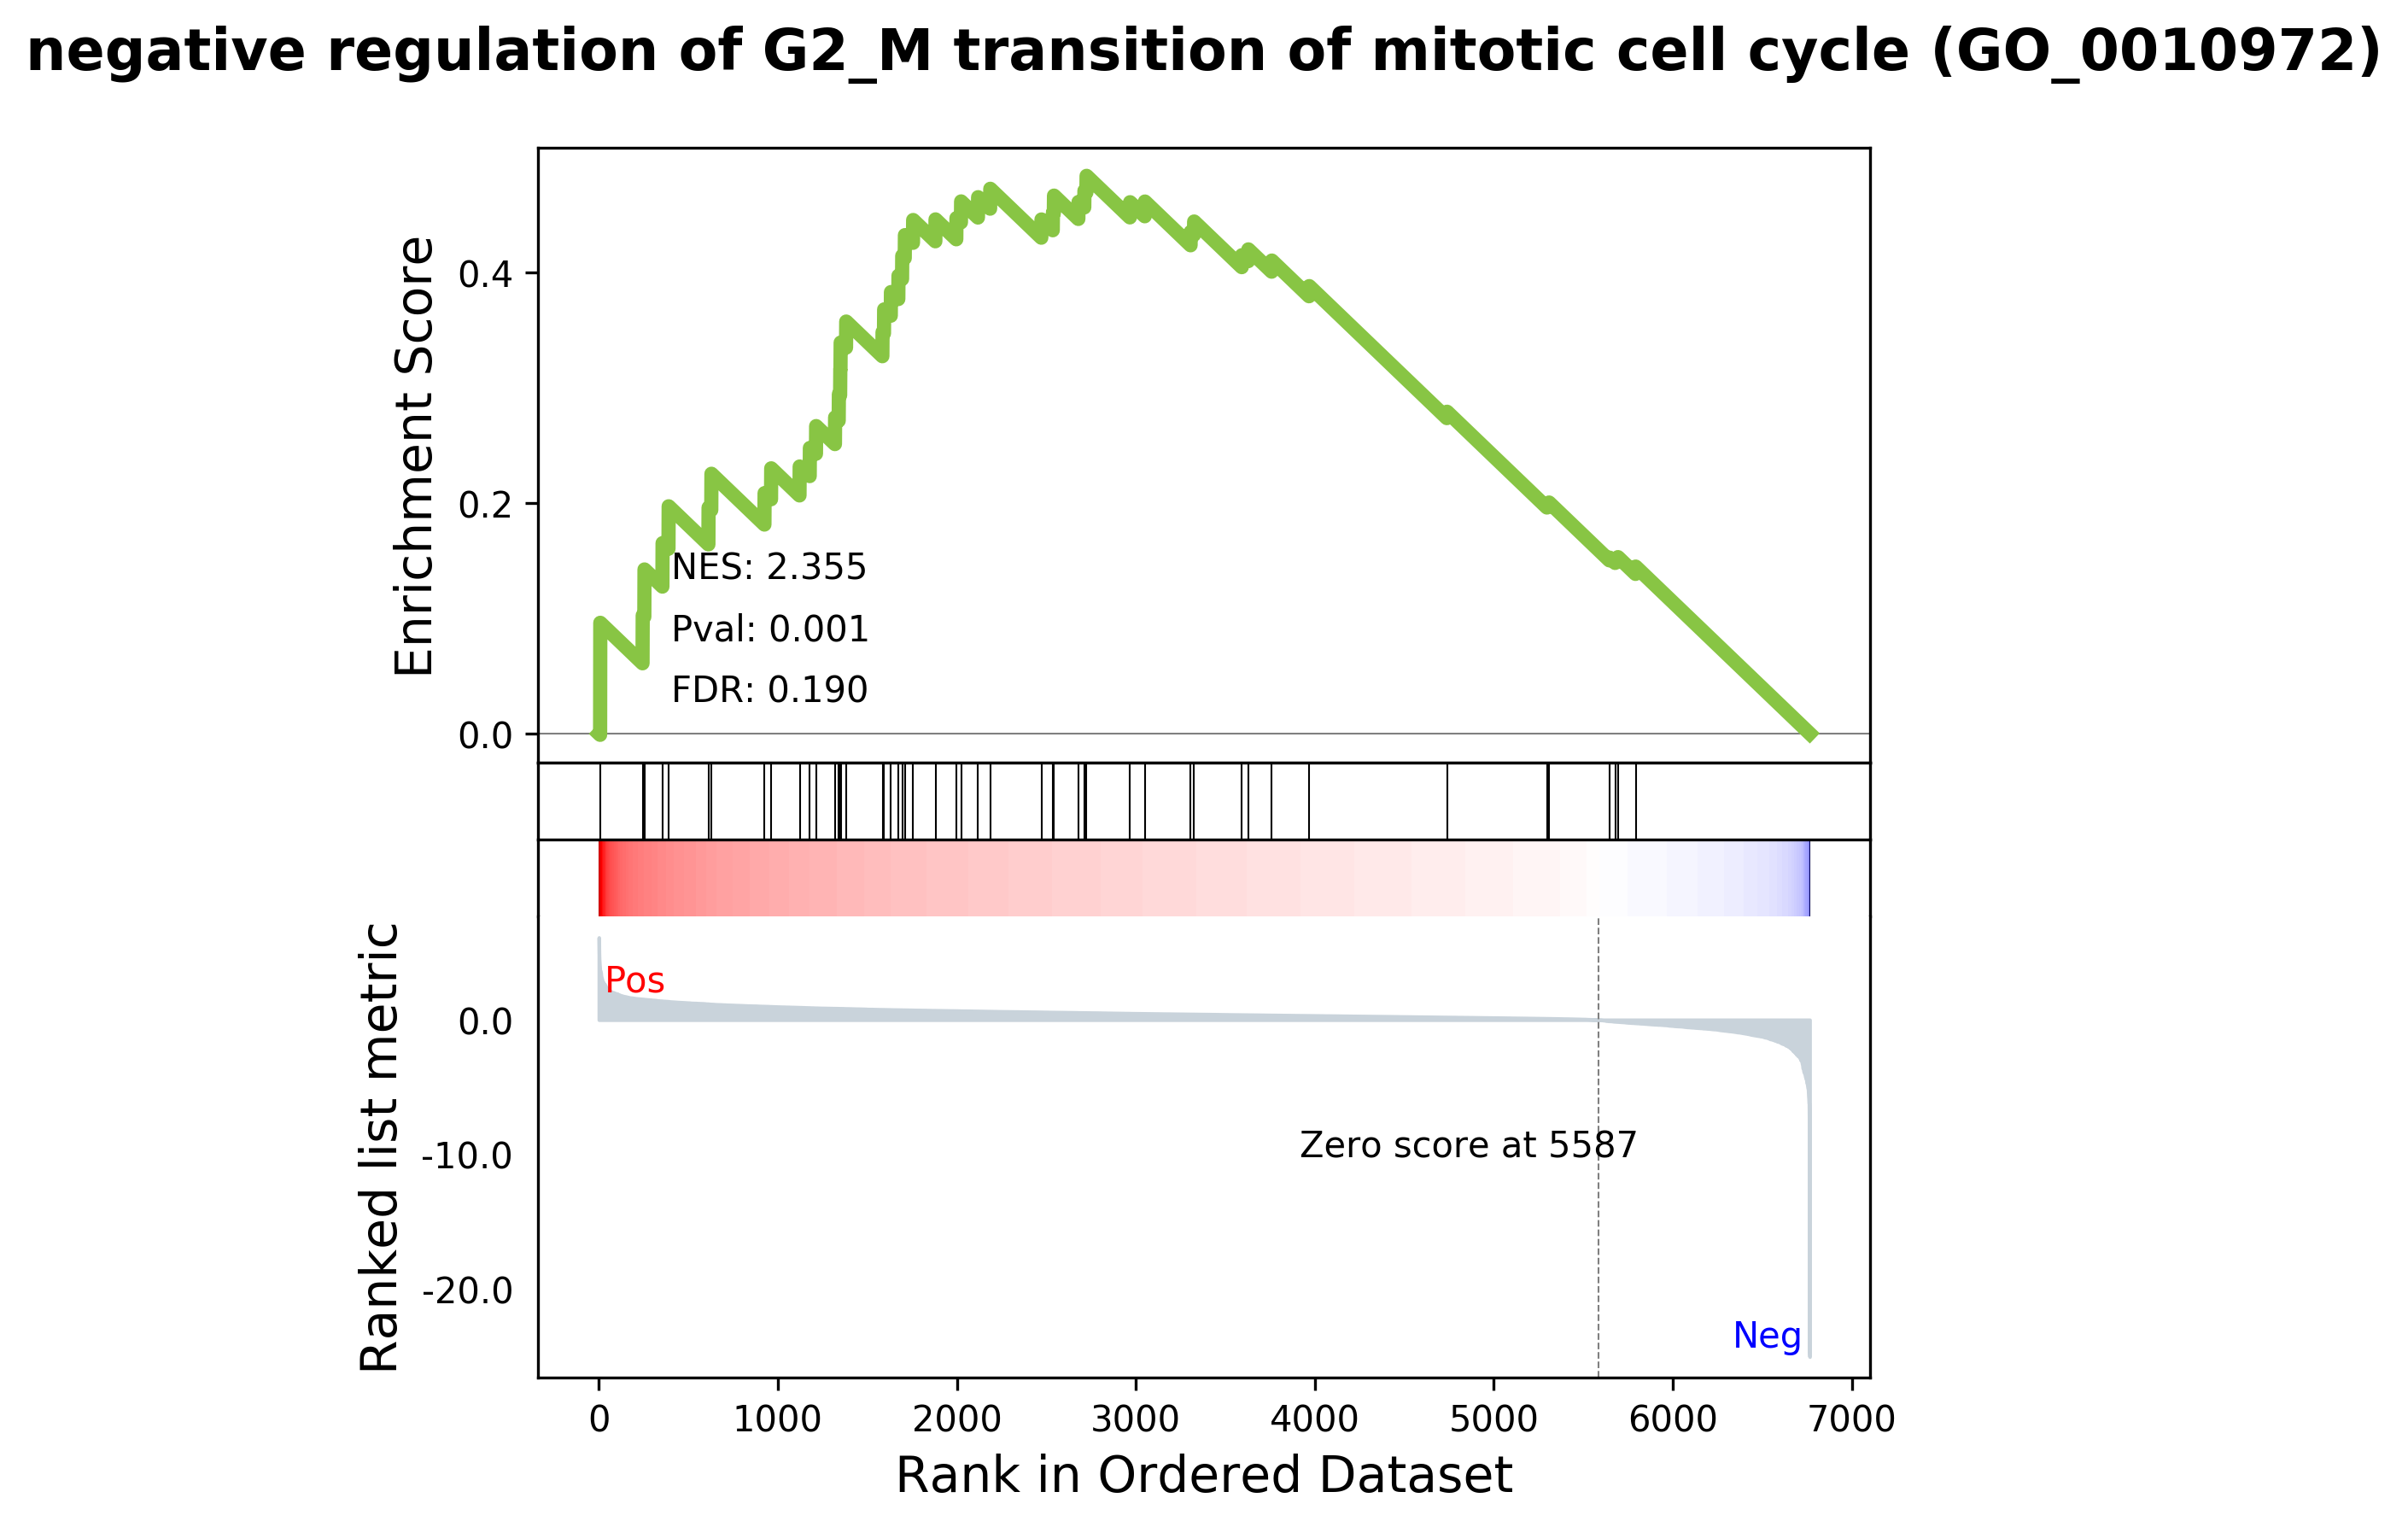 negative regulation of G2_M transition of mitotic cell cycle (GO_0010972)
Enrichment Score
0.4
0.2
0.0
NES: 2.355
Pval: 0.001
FDR: 0.190
Ranked list metric
0.0
-10.0
-20.0
Pos
Zero score at 5587
Neg
0 1000 2000 3000 4000 5000 6000 7000
Rank in Ordered Dataset